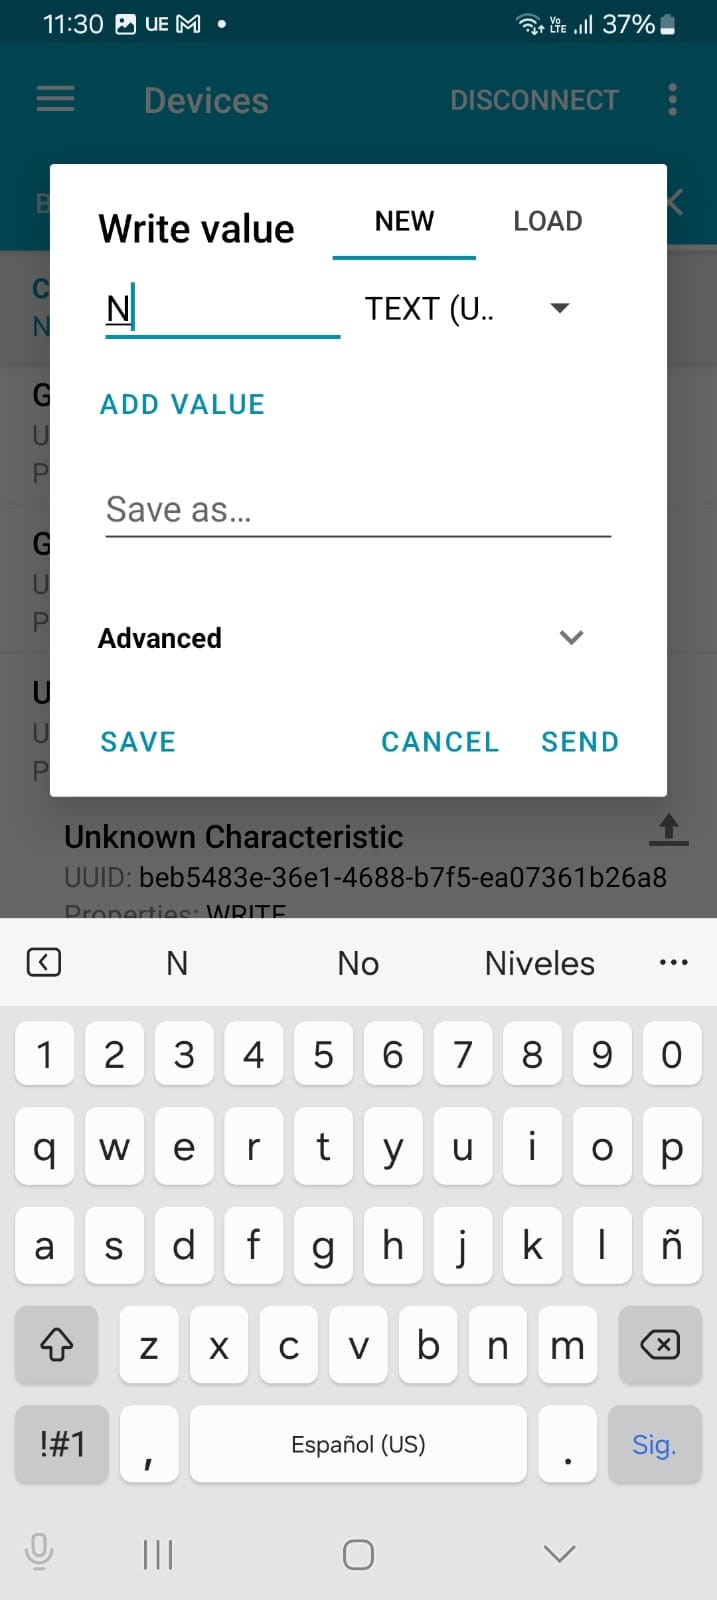 11:30 UE Vo LTE 37%
Devices DISCONNECT
B
Write value NEW LOAD
C
N TEXT (U..
N
G
ADD VALUE
U
P
Save as...
G
U
P
Advanced
U
U
SAVE CANCEL SEND
P
Unknown Characteristic
UUID: beb5483e-36e1-4688-b7f5-ea07361b26a8
Properties: WRITE
N No Niveles ...
1 2 3 4 5 6 7 8 9 0
q w e r t y u i o p
a s d f g h j k l ñ
z x c v b n m
!#1 , Español (US) . Sig.